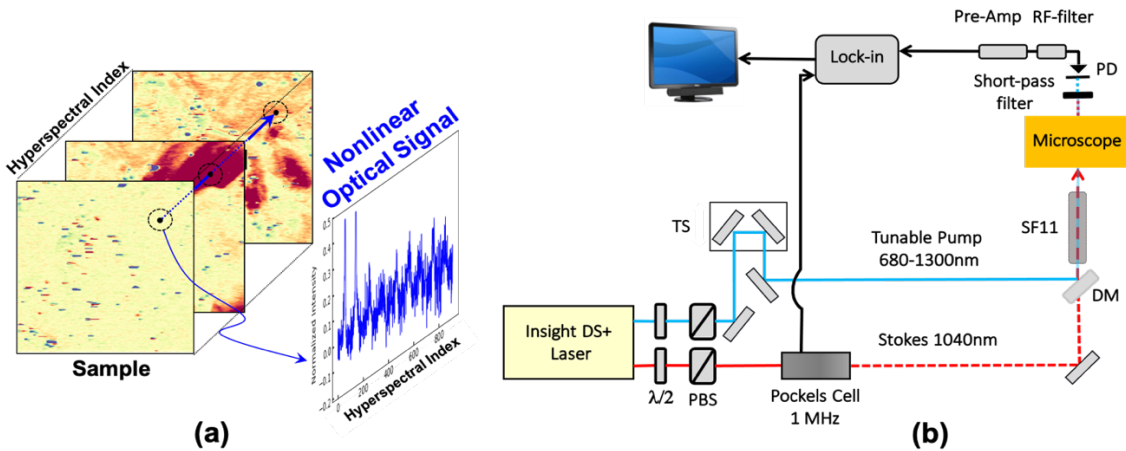 Hyperspectral Index
Sample
(a)
Nonlinear
Optical Signal
Normalized Intensity
0.5
0.4
0.3
0.2
0.1
0.0
-0.1
-0.2
0
200
400
600
800
Hyperspectral Index
Pre-Amp RF-filter
Lock-in
PD
Short-pass
filter
Microscope
TS
SF11
Tunable Pump
680-1300nm
DM
Insight DS+
Laser
Stokes 1040nm
λ/2
PBS
Pockels Cell
1 MHz
(b)